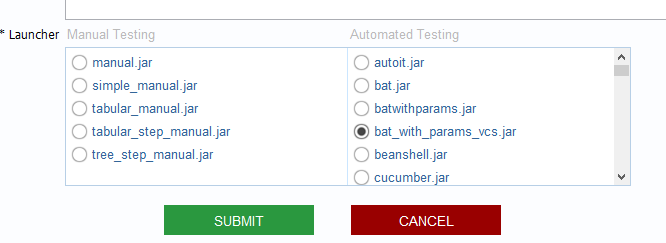 * Launcher Manual Testing Automated Testing
manual.jar
simple_manual.jar
tabular_manual.jar
tabular_step_manual.jar
tree_step_manual.jar
autoit.jar
bat.jar
batwithparams.jar
bat_with_params_vcs.jar
beanshell.jar
cucumber.jar
SUBMIT CANCEL